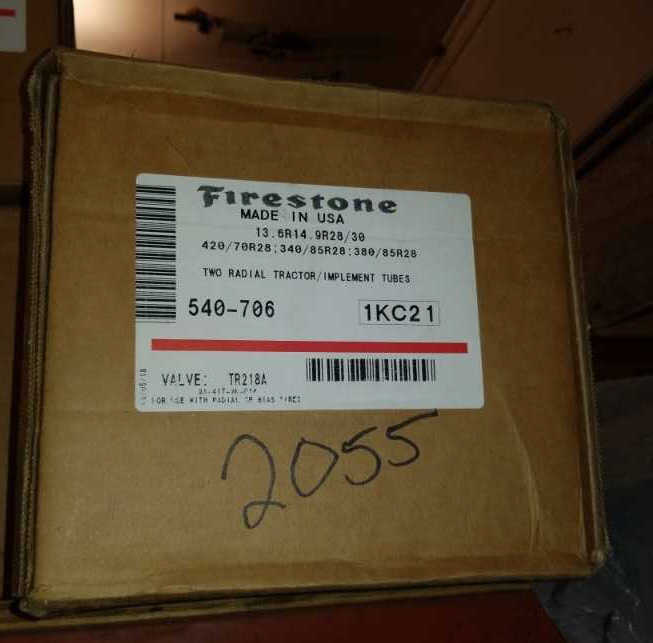 Firestone
MADE IN USA
13.6R14.9R28/30
420/70R28;340/85R28;380/85R28
TWO RADIAL TRACTOR/IMPLEMENT TUBES
540-706 1KC21
VALVE: TR218A
FOR USE WITH RADIAL OR BIAS TIRES
2055